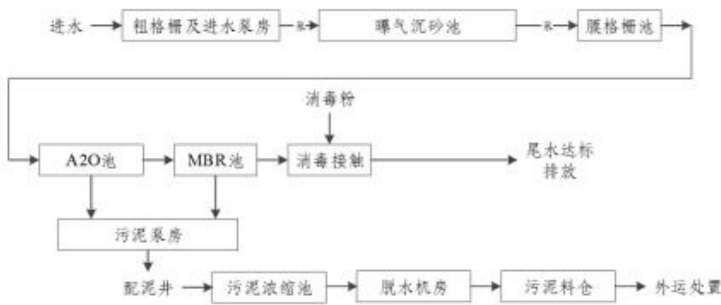 进水
粗格栅及进水泵房
曝气沉砂池
膜格栅池
消毒粉
A2O池
MBR池
消毒接触
尾水达标
排放
污泥泵房
配泥井
污泥浓缩池
脱水机房
污泥料仓
外运处置